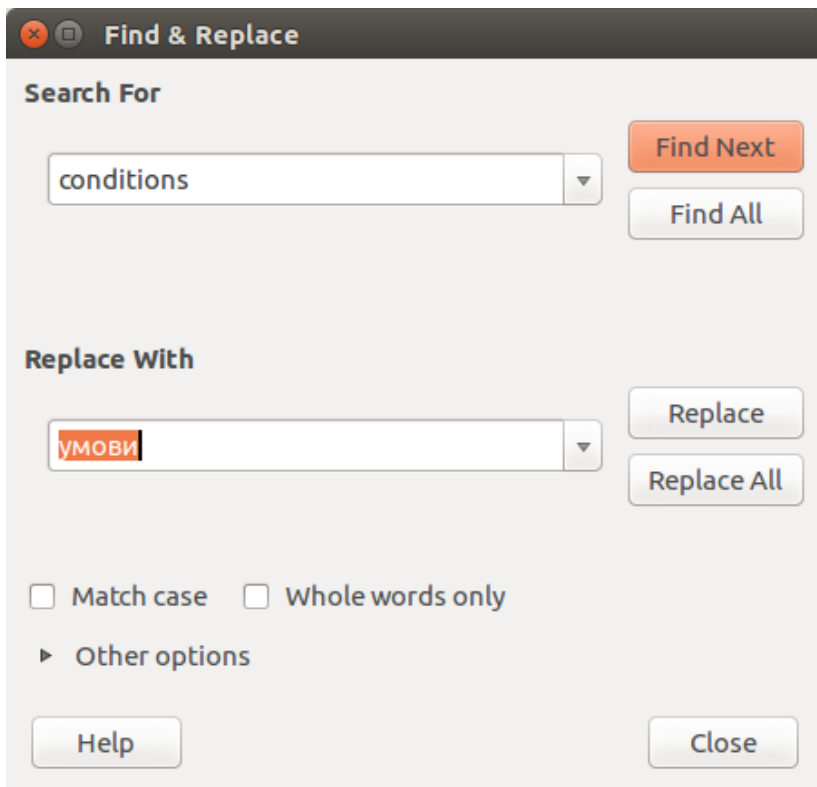 Find & Replace
Search For
conditions
Find Next
Find All
Replace With
умови
Replace
Replace All
Match case
Whole words only
Other options
Help
Close